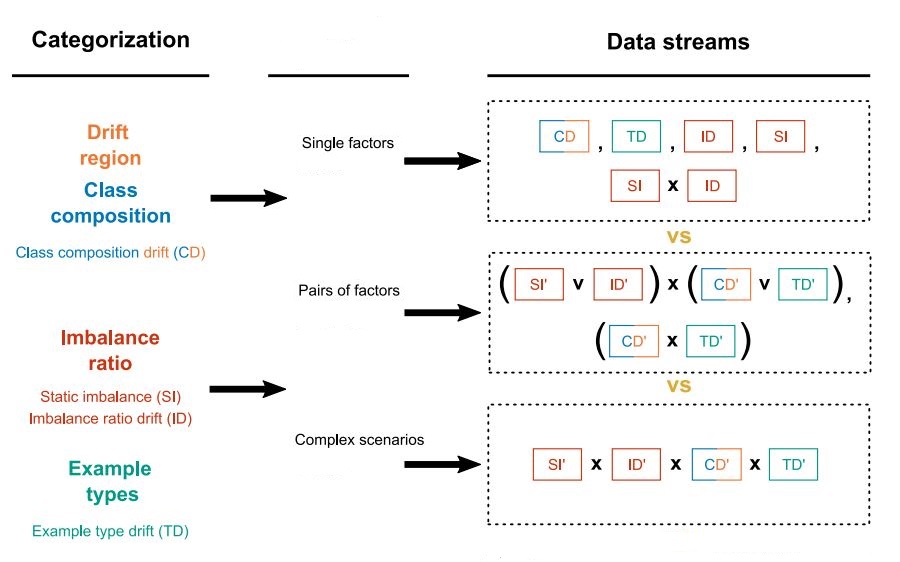 Categorization
Data streams
Drift
region
Class
composition
Class composition drift (CD)
Imbalance
ratio
Static imbalance (SI)
Imbalance ratio drift (ID)
Example
types
Example type drift (TD)
Single factors
Pairs of factors
Complex scenarios
CD , TD , ID , SI ,
SI x ID
vs
(SI' v ID') x (CD' v TD'),
(CD' x TD')
vs
SI' x ID' x CD' x TD'